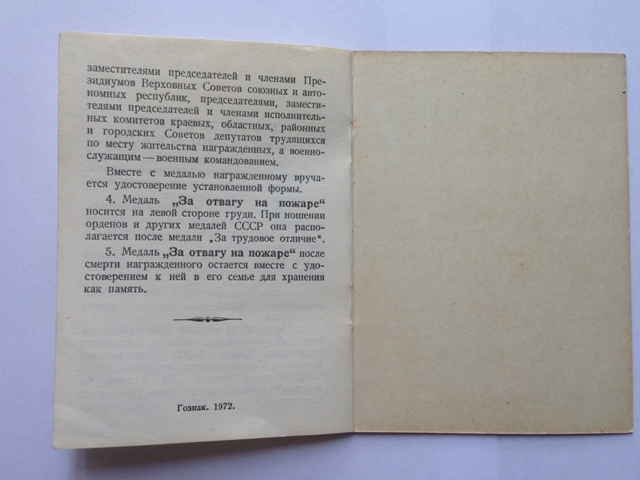 заместителями председателей и членами Пре-
зидиумов Верховных Советов союзных и авто-
номных республик, председателями, замести-
телями председателей и членами исполнитель-
ных комитетов краевых, областных, районных
и городских Советов депутатов трудящихся
по месту жительства награжденных, а военно-
служащим — военным командованием.
Вместе с медалью награжденному вруча-
ется удостоверение установленной формы.
4. Медаль „За отвагу на пожаре“
носится на левой стороне груди. При ношении
орденов и других медалей СССР она распо-
лагается после медали „За трудовое отличие“.
5. Медаль „За отвагу на пожаре“ после
смерти награжденного остается вместе с удо-
стоверением к ней в его семье для хранения
как память.
Гознак. 1972.